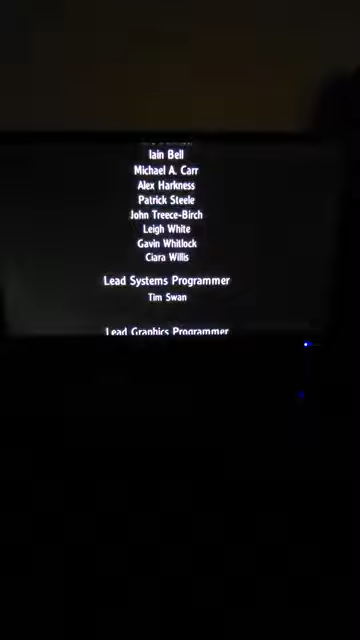 Iain Bell
Michael A. Carr
Alex Harkness
Patrick Steele
John Treece-Birch
Leigh White
Gavin Whitlock
Ciara Willis
Lead Systems Programmer
Tim Swan
Lead Graphics Programmer